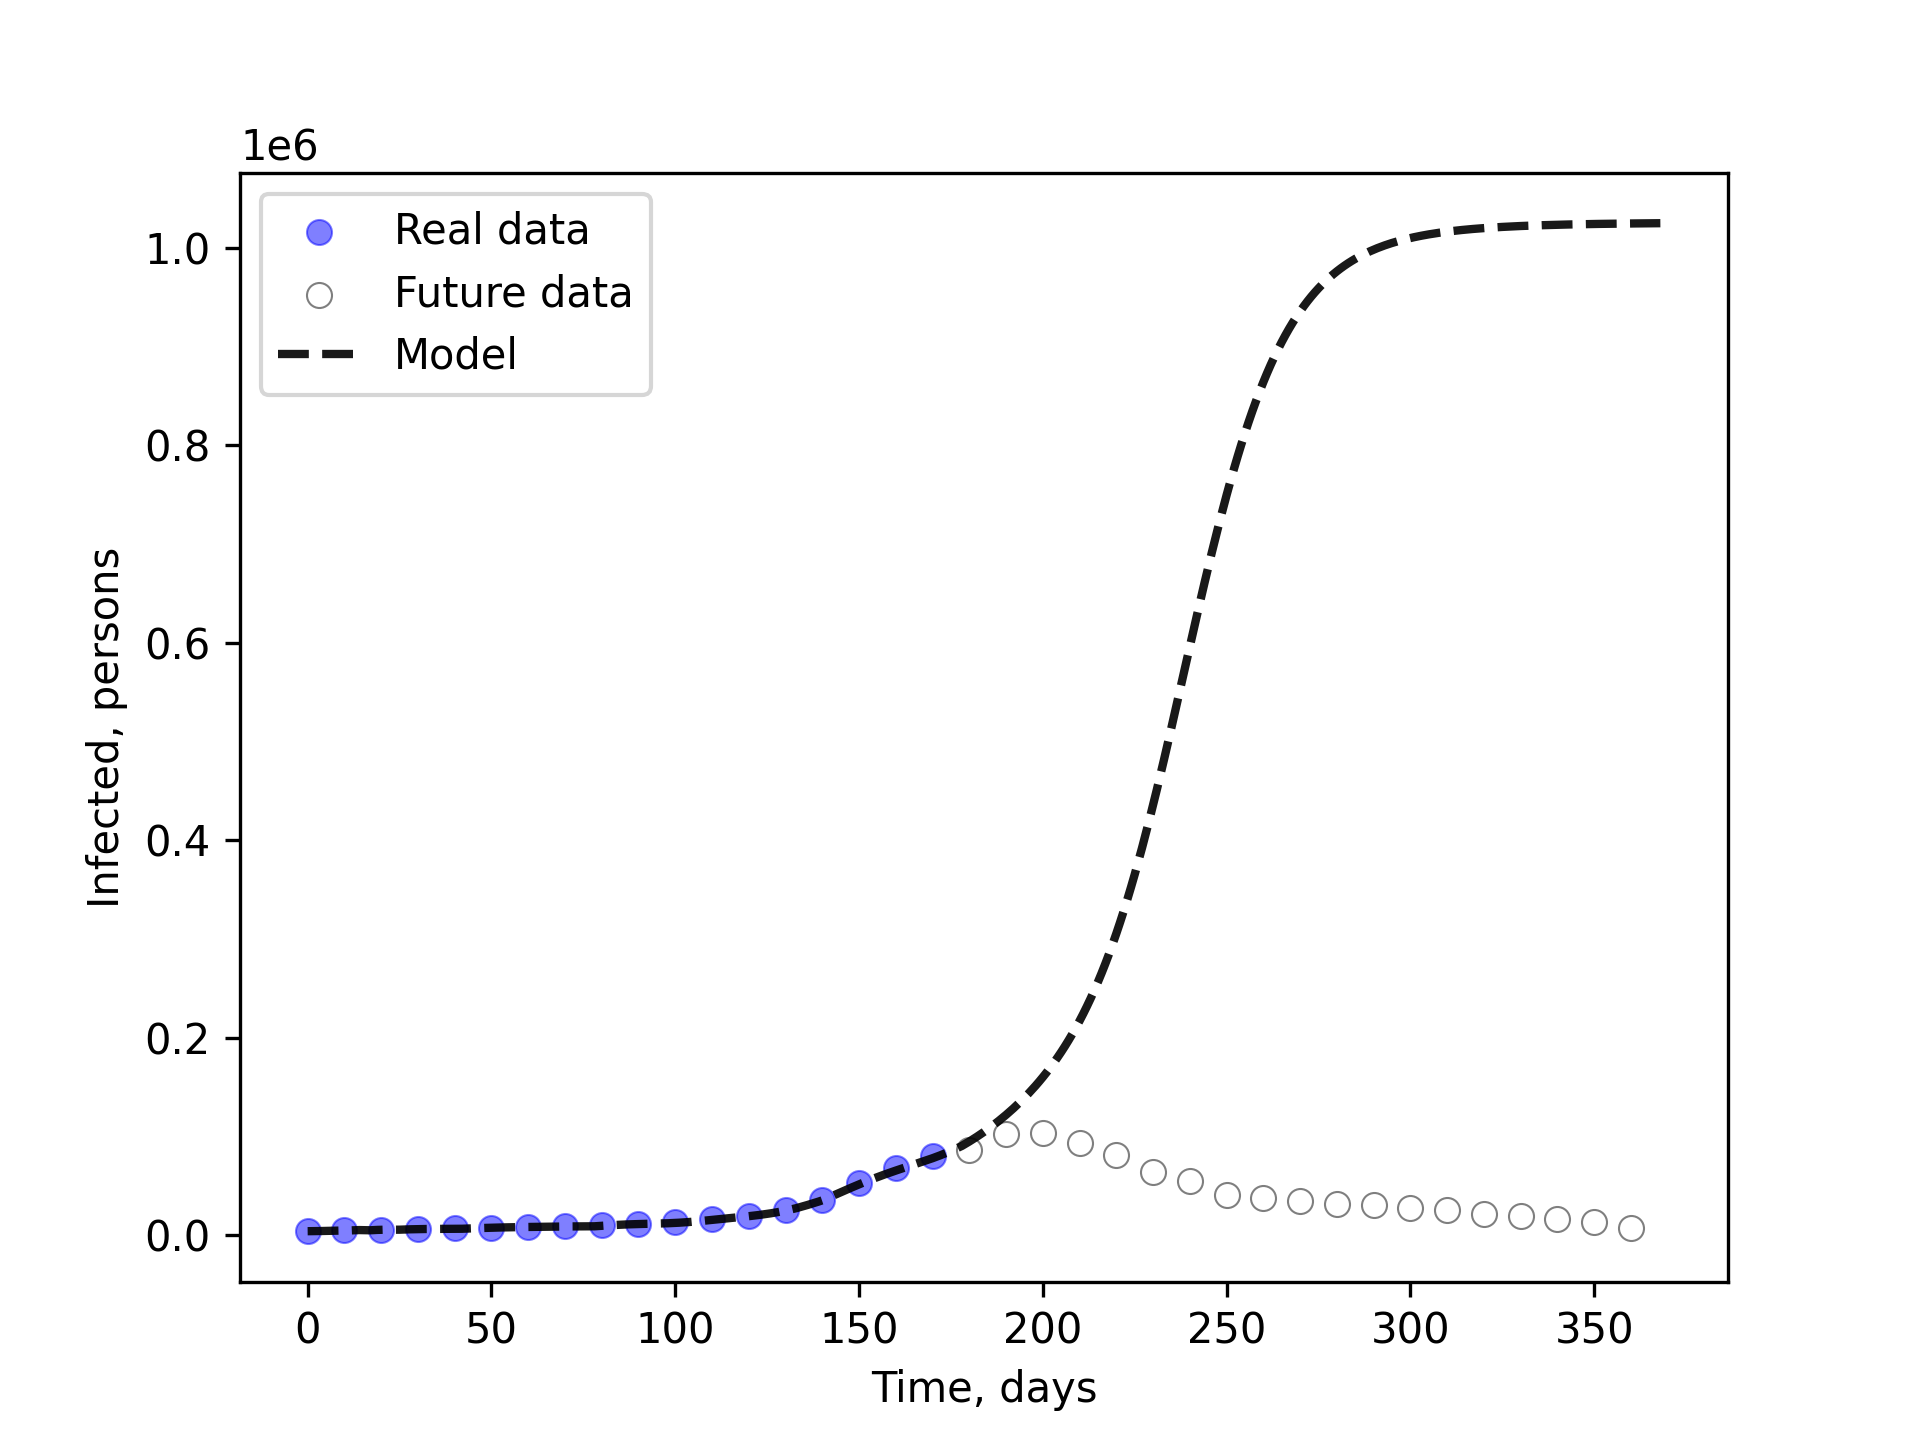 1e6
Real data
Future data
Model
1.0
0.8
0.6
0.4
0.2
0.0
Infected, persons
0 50 100 150 200 250 300 350
Time, days